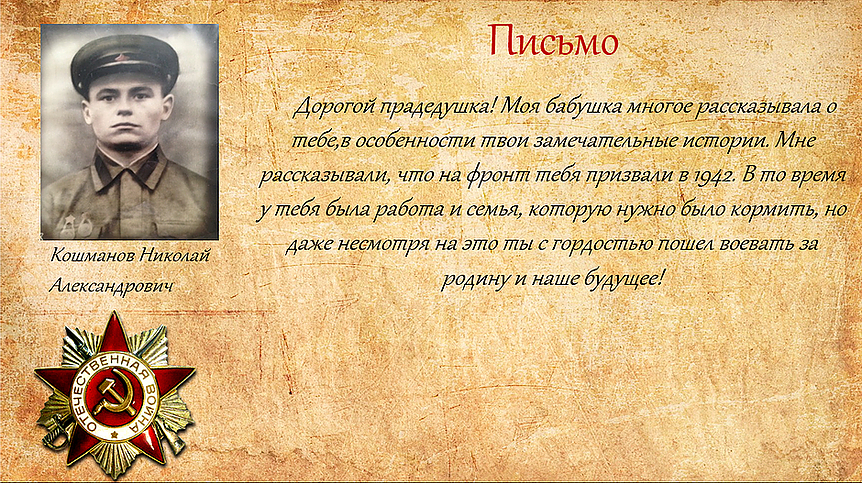 Письмо
Дорогой прадедушка! Моя бабушка многое рассказывала о
тебе,в особенности твои замечательные истории. Мне
рассказывали, что на фронт тебя призвали в 1942. В то время
у тебя была работа и семья, которую нужно было кормить, но
даже несмотря на это ты с гордостью пошел воевать за
родину и наше будущее!
Кошманов Николай
Александрович
ОТЕЧЕСТВЕННАЯ ВОЙНА